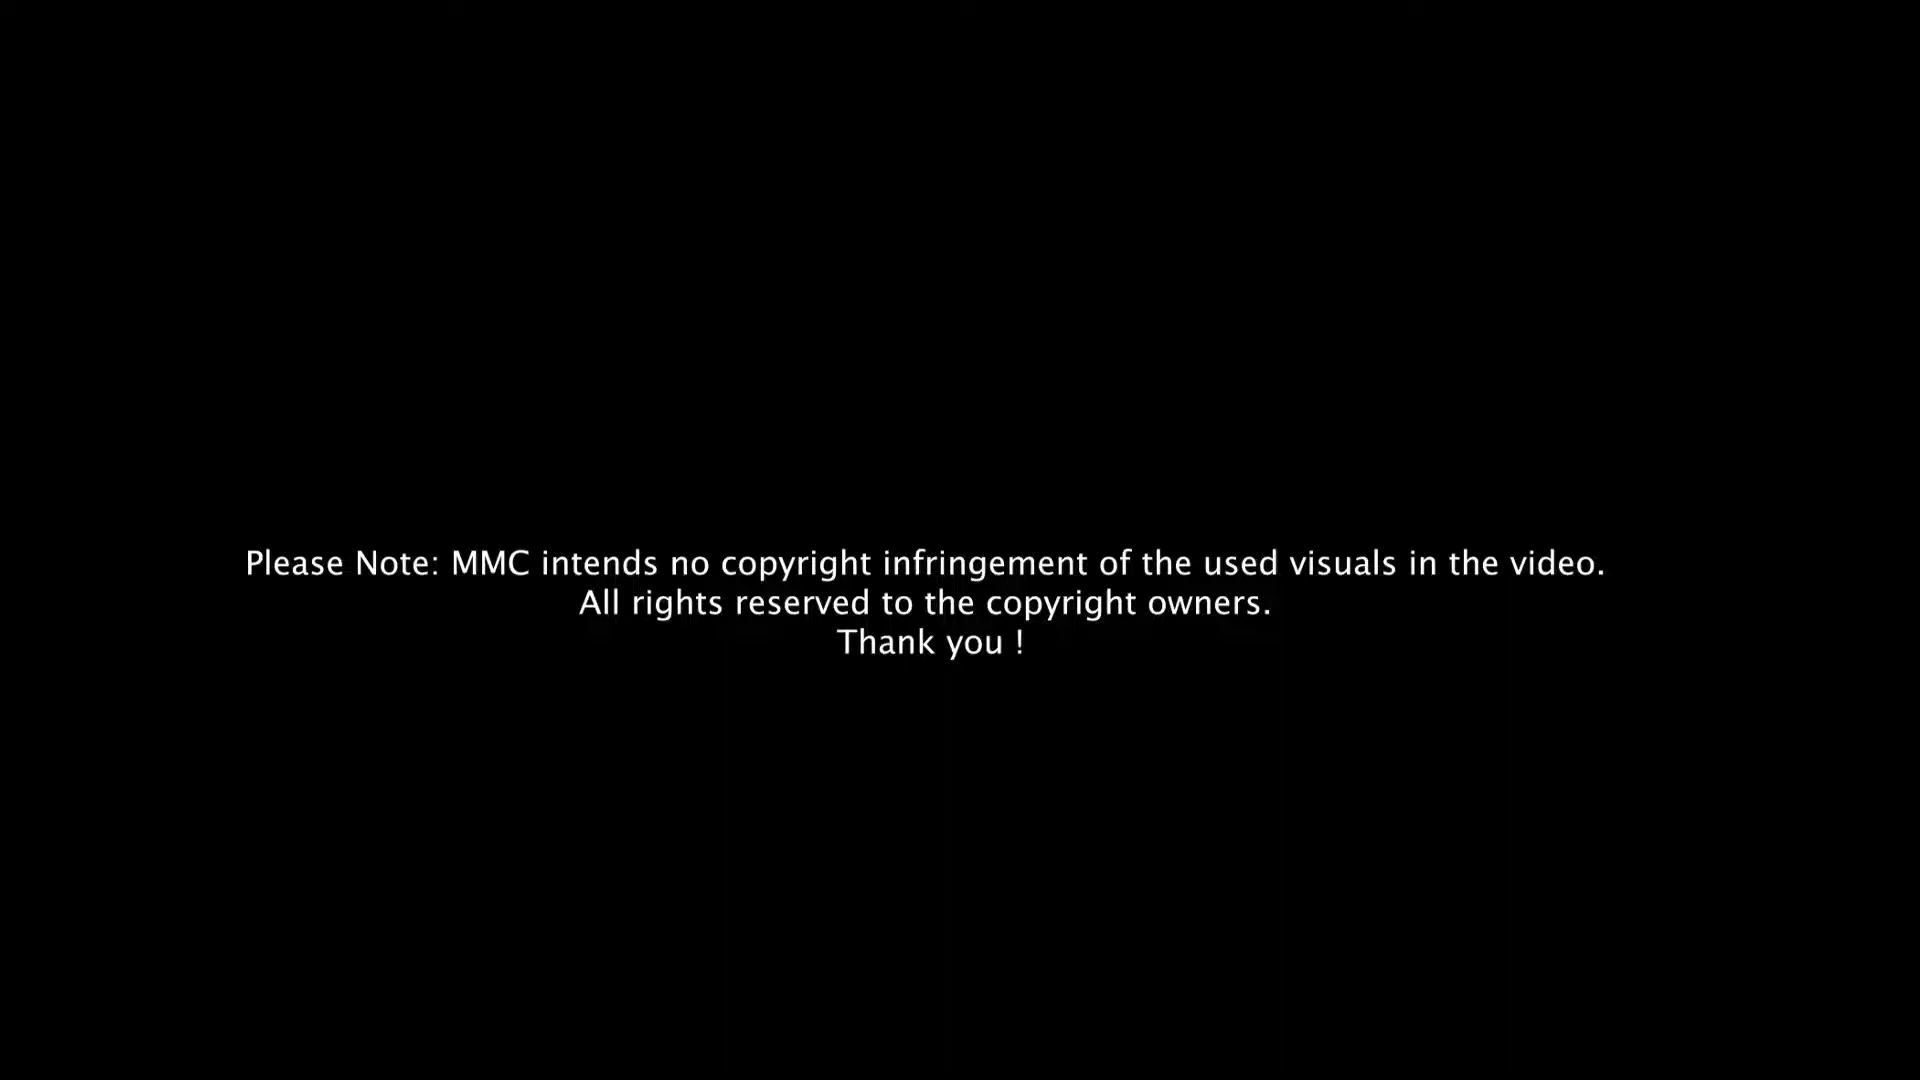 Please Note: MMC intends no copyright infringement of the used visuals in the video.
All rights reserved to the copyright owners.
Thank you !